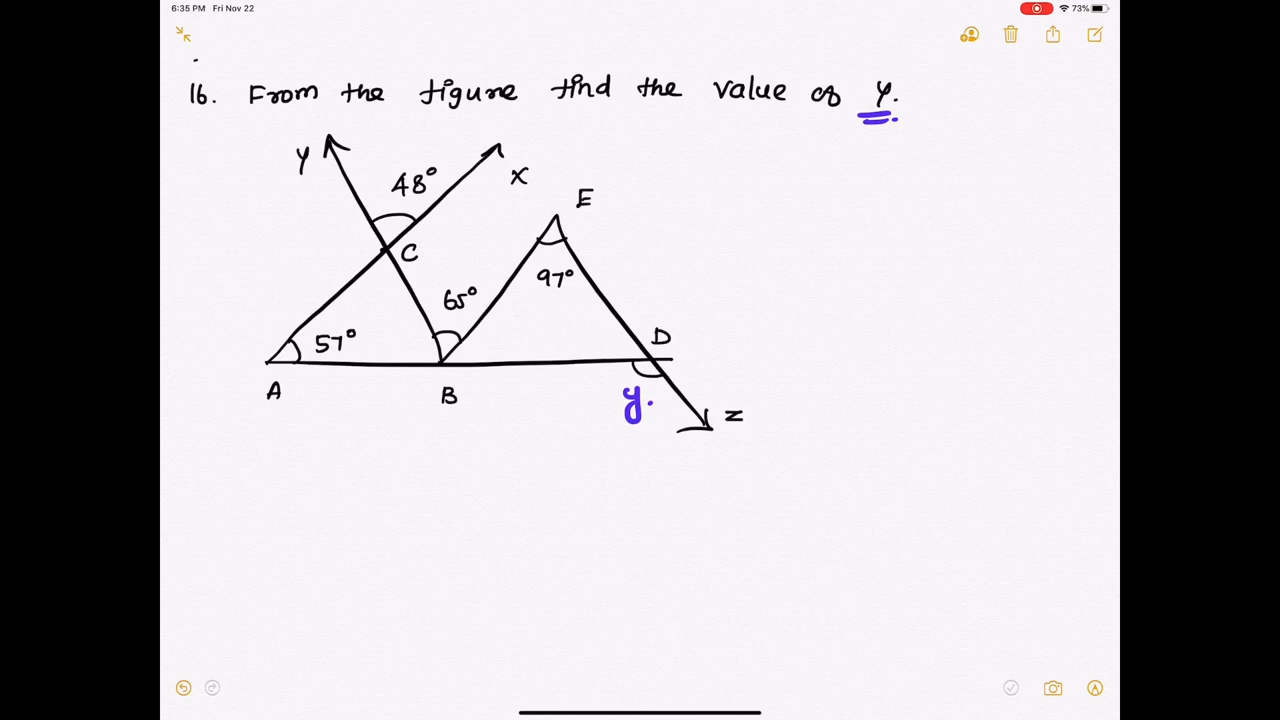 6:35 PM Fri Nov 22
73%
16. From the figure find the value of y.
Y
48°
X
E
C
97°
65°
57°
D
A
B
y.
Z